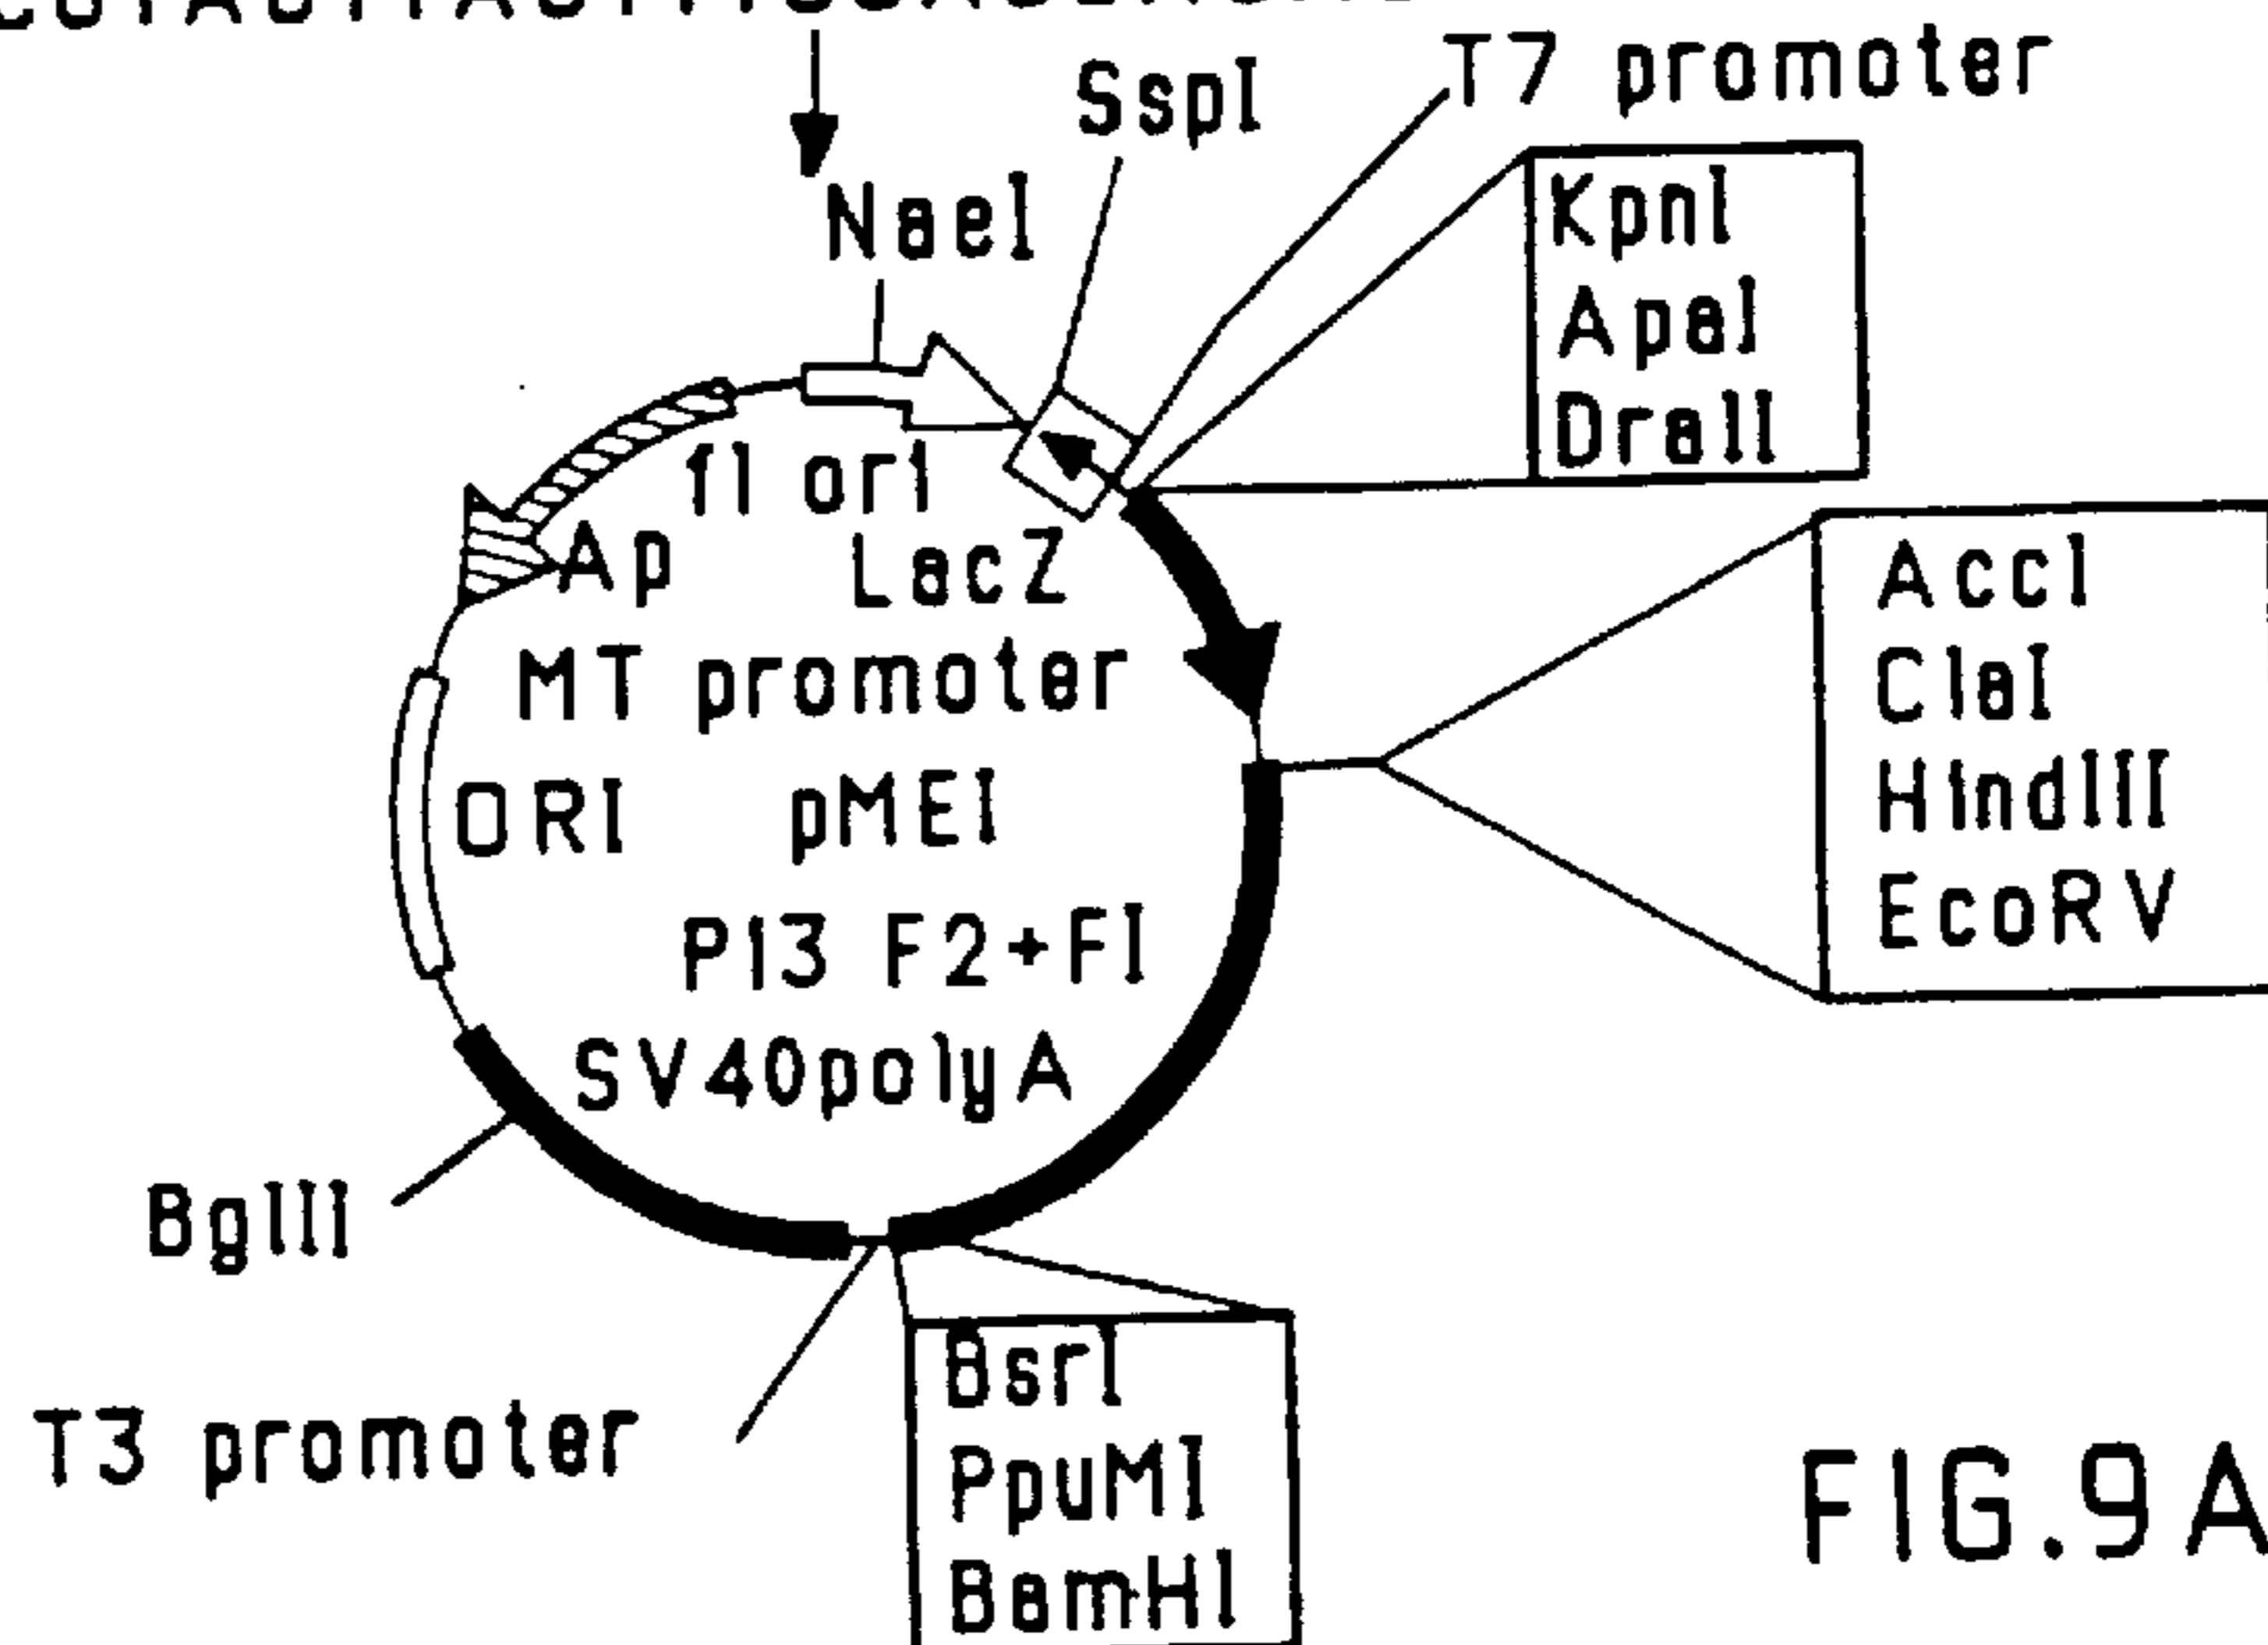 SspI
T7 promoter
NaeI
KpnI
ApaI
DraII
f1 ori
Ap
LacZ
AccI
ClaI
HindIII
EcoRV
MT promoter
ORI
pMEI
P13 F2+FI
SV40polyA
BglII
T3 promoter
BsrI
PpuMI
BamHI
FIG.9A